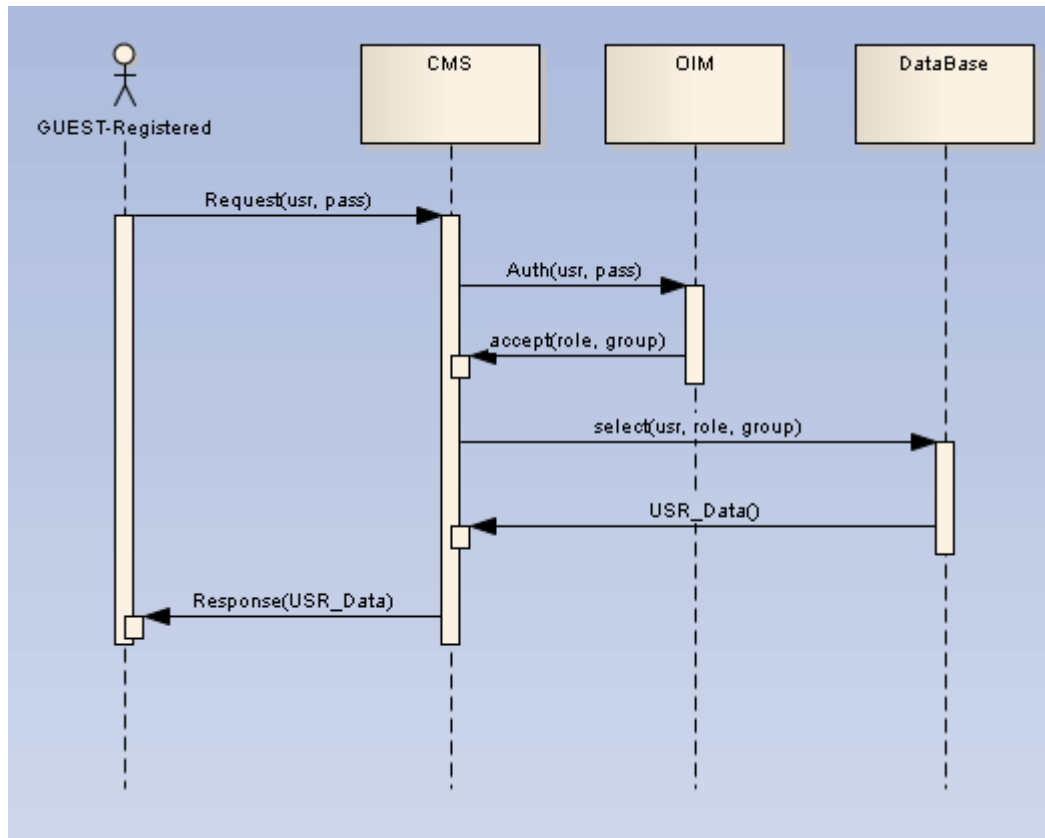 CMS
OIM
DataBase
GUEST-Registered
Request(usr, pass)
Auth(usr, pass)
accept(role, group)
select(usr, role, group)
USR_Data()
Response(USR_Data)